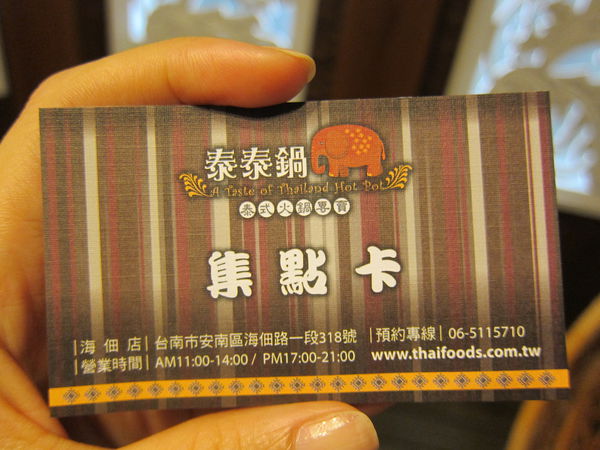 泰泰鍋
A Taste of Thailand Hot Pot
泰式火鍋專賣
集點卡
|海佃店|台南市安南區海佃路一段318號 |預約專線| 06-5115710
|營業時間| AM11:00-14:00 / PM17:00-21:00 www.thaifoods.com.tw